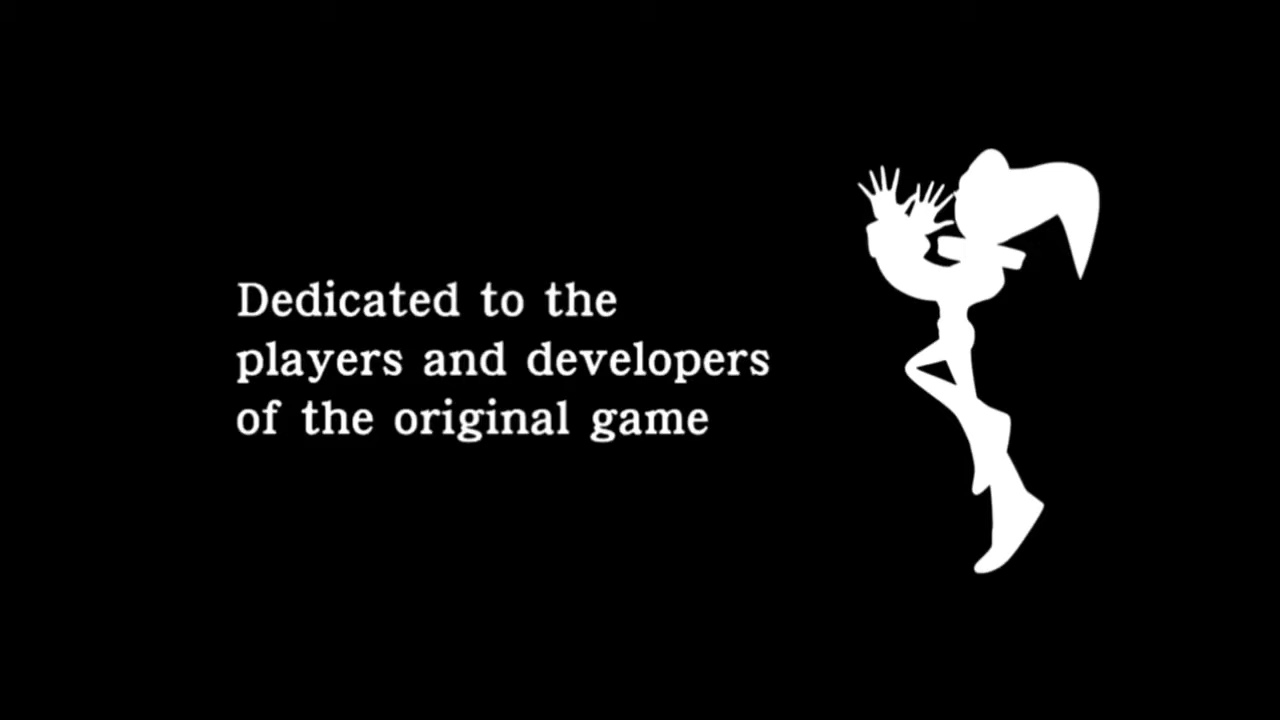 Dedicated to the
players and developers
of the original game